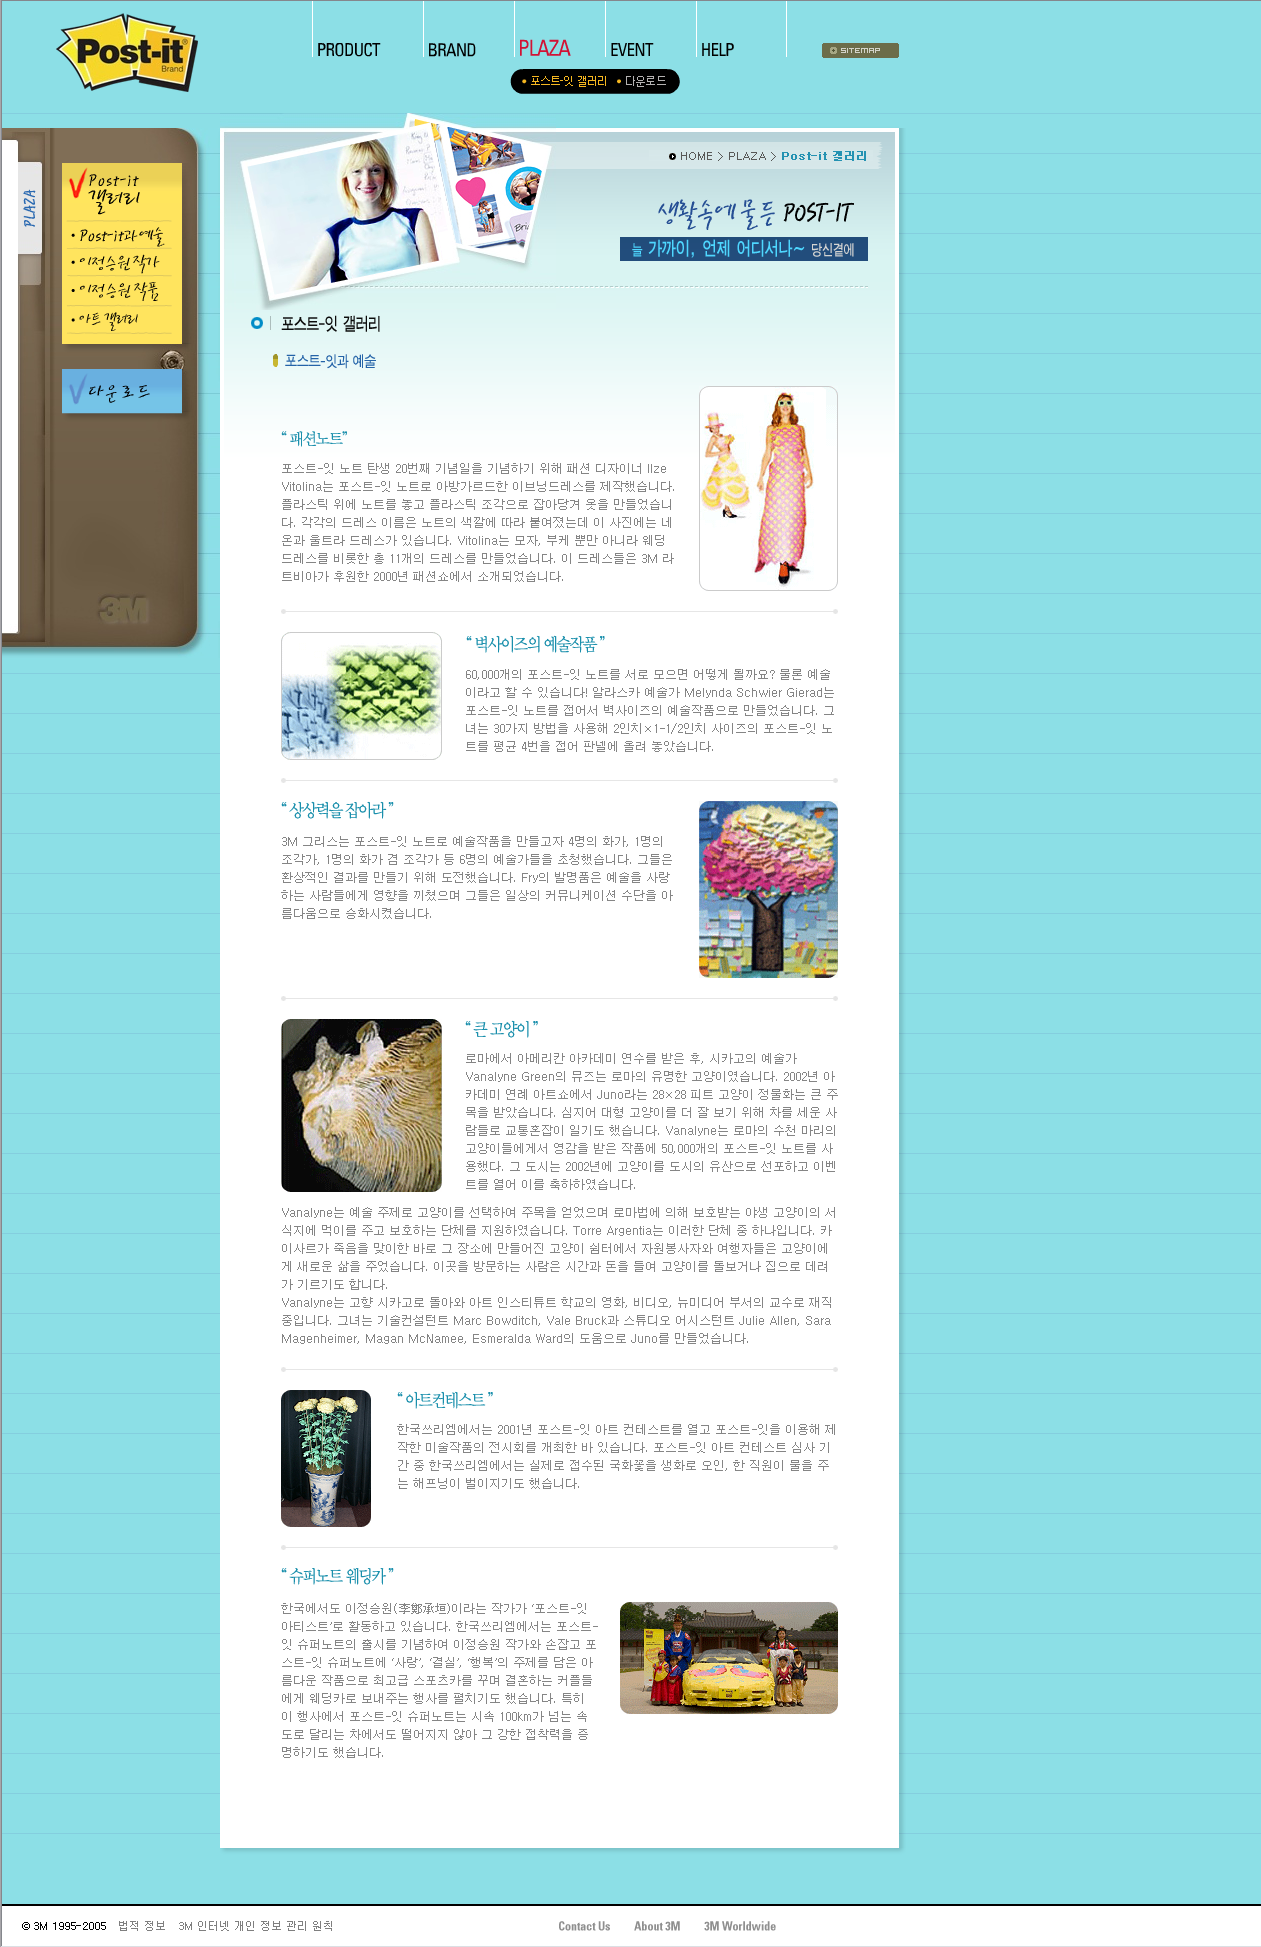 Post-it
Brand
PRODUCT
BRAND
PLAZA
EVENT
HELP
SITEMAP
포스트-잇 갤러리
다운로드
PLAZA
Post-it
갤러리
Post-it과예술
이정승원작가
이정승원작품
아트갤러리
다운로드
3M
HOME > PLAZA > Post-it 갤러리
생활속에 물든 POST-IT
늘 가까이, 언제 어디서나~ 당신곁에
포스트-잇 갤러리
포스트-잇과 예술
“ 패션노트”
포스트-잇 노트 탄생 20번째 기념일을 기념하기 위해 패션 디자이너 Ilze
Vitolina는 포스트-잇 노트로 아방가르드한 이브닝드레스를 제작했습니다.
플라스틱 위에 노트를 놓고 플라스틱 조각으로 잡아당겨 옷을 만들었습니
다. 각각의 드레스 이름은 노트의 색깔에 따라 붙여졌는데 이 사진에는 네
온과 울트라 드레스가 있습니다. Vitolina는 모자, 부케 뿐만 아니라 웨딩
드레스를 비롯한 총 11개의 드레스를 만들었습니다. 이 드레스들은 3M 라
트비아가 후원한 2000년 패션쇼에서 소개되었습니다.
“ 벽사이즈의 예술작품 ”
60,000개의 포스트-잇 노트를 서로 모으면 어떻게 될까요? 물론 예술
이라고 할 수 있습니다! 알라스카 예술가 Melynda Schwier Gierad는
포스트-잇 노트를 접어서 벽사이즈의 예술작품으로 만들었습니다. 그
녀는 30가지 방법을 사용해 2인치×1-1/2인치 사이즈의 포스트-잇 노
트를 평균 4번을 접어 판넬에 올려 놓았습니다.
“ 상상력을 잡아라 ”
3M 그리스는 포스트-잇 노트로 예술작품을 만들고자 4명의 화가, 1명의
조각가, 1명의 화가 겸 조각가 등 6명의 예술가들을 초청했습니다. 그들은
환상적인 결과를 만들기 위해 도전했습니다. Fry의 발명품은 예술을 사랑
하는 사람들에게 영향을 끼쳤으며 그들은 일상의 커뮤니케이션 수단을 아
름다움으로 승화시켰습니다.
“ 큰 고양이 ”
로마에서 아메리칸 아카데미 연수를 받은 후, 시카고의 예술가
Vanalyne Green의 뮤즈는 로마의 유명한 고양이였습니다. 2002년 아
카데미 연례 아트쇼에서 Juno라는 28×28 피트 고양이 정물화는 큰 주
목을 받았습니다. 심지어 대형 고양이를 더 잘 보기 위해 차를 세운 사
람들로 교통혼잡이 일기도 했습니다. Vanalyne는 로마의 수천 마리의
고양이들에게서 영감을 받은 작품에 50,000개의 포스트-잇 노트를 사
용했다. 그 도시는 2002년에 고양이를 도시의 유산으로 선포하고 이벤
트를 열어 이를 축하하였습니다.
Vanalyne는 예술 주제로 고양이를 선택하여 주목을 얻었으며 로마법에 의해 보호받는 야생 고양이의 서
식지에 먹이를 주고 보호하는 단체를 지원하였습니다. Torre Argentia는 이러한 단체 중 하나입니다. 카
이사르가 죽음을 맞이한 바로 그 장소에 만들어진 고양이 쉼터에서 자원봉사자와 여행자들은 고양이에
게 새로운 삶을 주었습니다. 이곳을 방문하는 사람은 시간과 돈을 들여 고양이를 돌보거나 집으로 데려
가 기르기도 합니다.
Vanalyne는 고향 시카고로 돌아와 아트 인스티튜트 학교의 영화, 비디오, 뉴미디어 부서의 교수로 재직
중입니다. 그녀는 기술컨설턴트 Marc Bowditch, Vale Bruck과 스튜디오 어시스턴트 Julie Allen, Sara
Magenheimer, Magan McNamee, Esmeralda Ward의 도움으로 Juno를 만들었습니다.
“ 아트컨테스트 ”
한국쓰리엠에서는 2001년 포스트-잇 아트 컨테스트를 열고 포스트-잇을 이용해 제
작한 미술작품의 전시회를 개최한 바 있습니다. 포스트-잇 아트 컨테스트 심사 기
간 중 한국쓰리엠에서는 실제로 접수된 국화꽃을 생화로 오인, 한 직원이 물을 주
는 해프닝이 벌이지기도 했습니다.
“ 슈퍼노트 웨딩카 ”
한국에서도 이정승원(李鄭承垣)이라는 작가가 ‘포스트-잇
아티스트’로 활동하고 있습니다. 한국쓰리엠에서는 포스트-
잇 슈퍼노트의 출시를 기념하여 이정승원 작가와 손잡고 포
스트-잇 슈퍼노트에 ‘사랑’, ‘결실’, ‘행복’의 주제를 담은 아
름다운 작품으로 최고급 스포츠카를 꾸며 결혼하는 커플들
에게 웨딩카로 보내주는 행사를 펼치기도 했습니다. 특히
이 행사에서 포스트-잇 슈퍼노트는 시속 100km가 넘는 속
도로 달리는 차에서도 떨어지지 않아 그 강한 접착력을 증
명하기도 했습니다.
© 3M 1995-2005 법적 정보 3M 인터넷 개인 정보 관리 원칙
Contact Us
About 3M
3M Worldwide